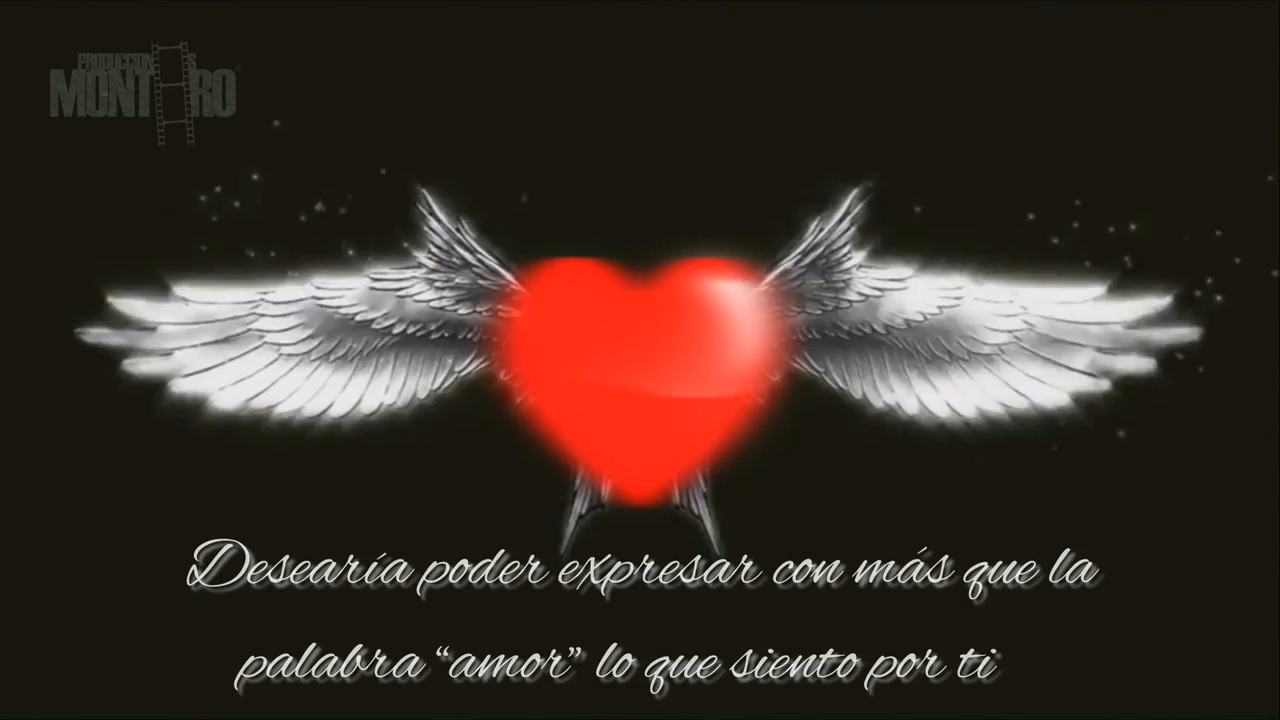 PRODUCCIONES
MONTERO
Desearía poder expresar con más que la
palabra “amor” lo que siento por ti